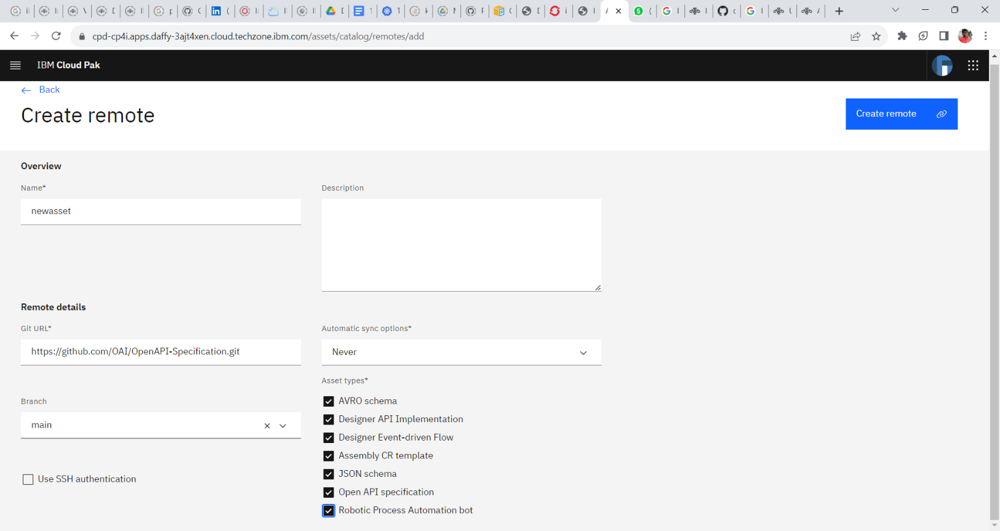 cpd-cp4i.apps.daffy-3ajt4xen.cloud.techzone.ibm.com/assets/catalog/remotes/add
IBM Cloud Pak
Back
Create remote
Create remote
Overview
Name*
Description
newasset
Remote details
Git URL*
Automatic sync options*
https://github.com/OAI/OpenAPI-Specification.git
Never
Asset types*
Branch
AVRO schema
main
Designer API Implementation
Designer Event-driven Flow
Assembly CR template
Use SSH authentication
JSON schema
Open API specification
Robotic Process Automation bot